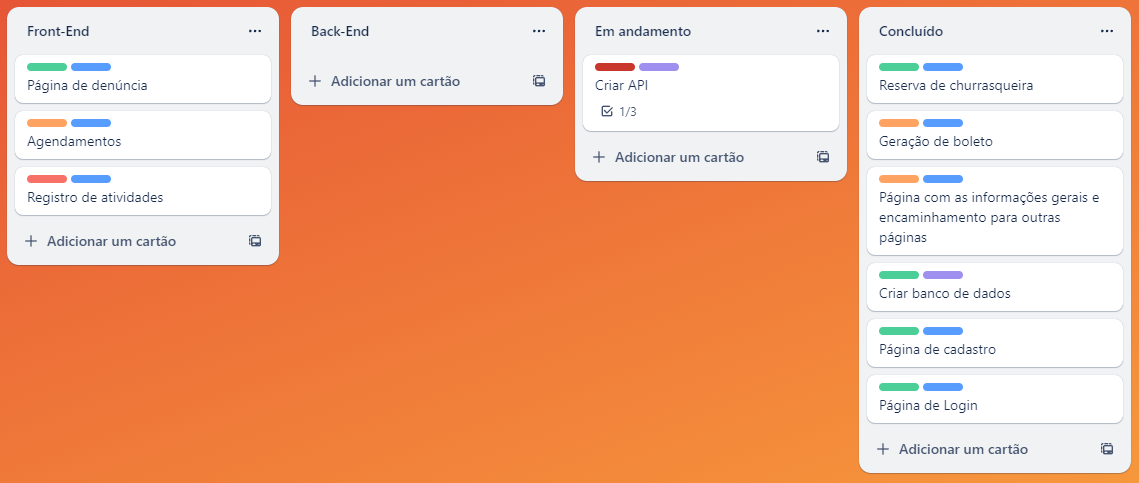 Front-End
Página de denúncia
Agendamentos
Registro de atividades
Adicionar um cartão
Back-End
Adicionar um cartão
Em andamento
Criar API
1/3
Adicionar um cartão
Concluído
Reserva de churrasqueira
Geração de boleto
Página com as informações gerais e
encaminhamento para outras
páginas
Criar banco de dados
Página de cadastro
Página de Login
Adicionar um cartão